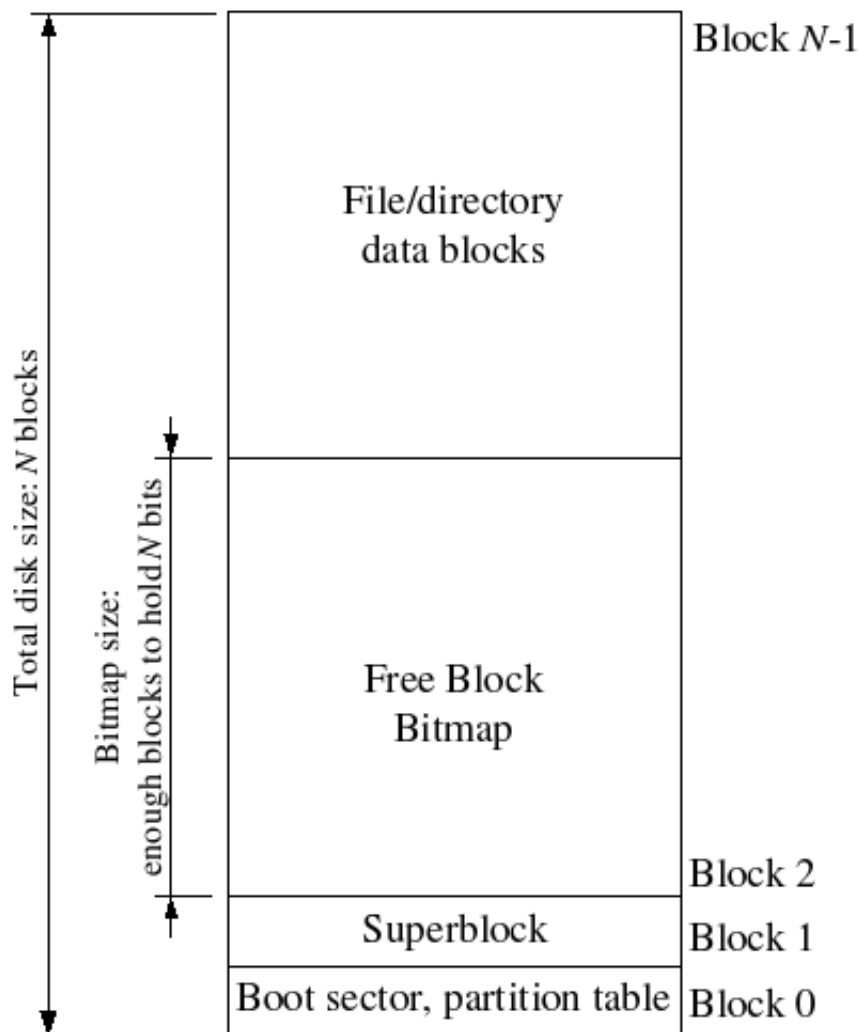 Block N-1
File/directory
data blocks
Total disk size: N blocks
Bitmap size:
enough blocks to hold N bits
Free Block
Bitmap
Block 2
Superblock
Block 1
Boot sector, partition table
Block 0